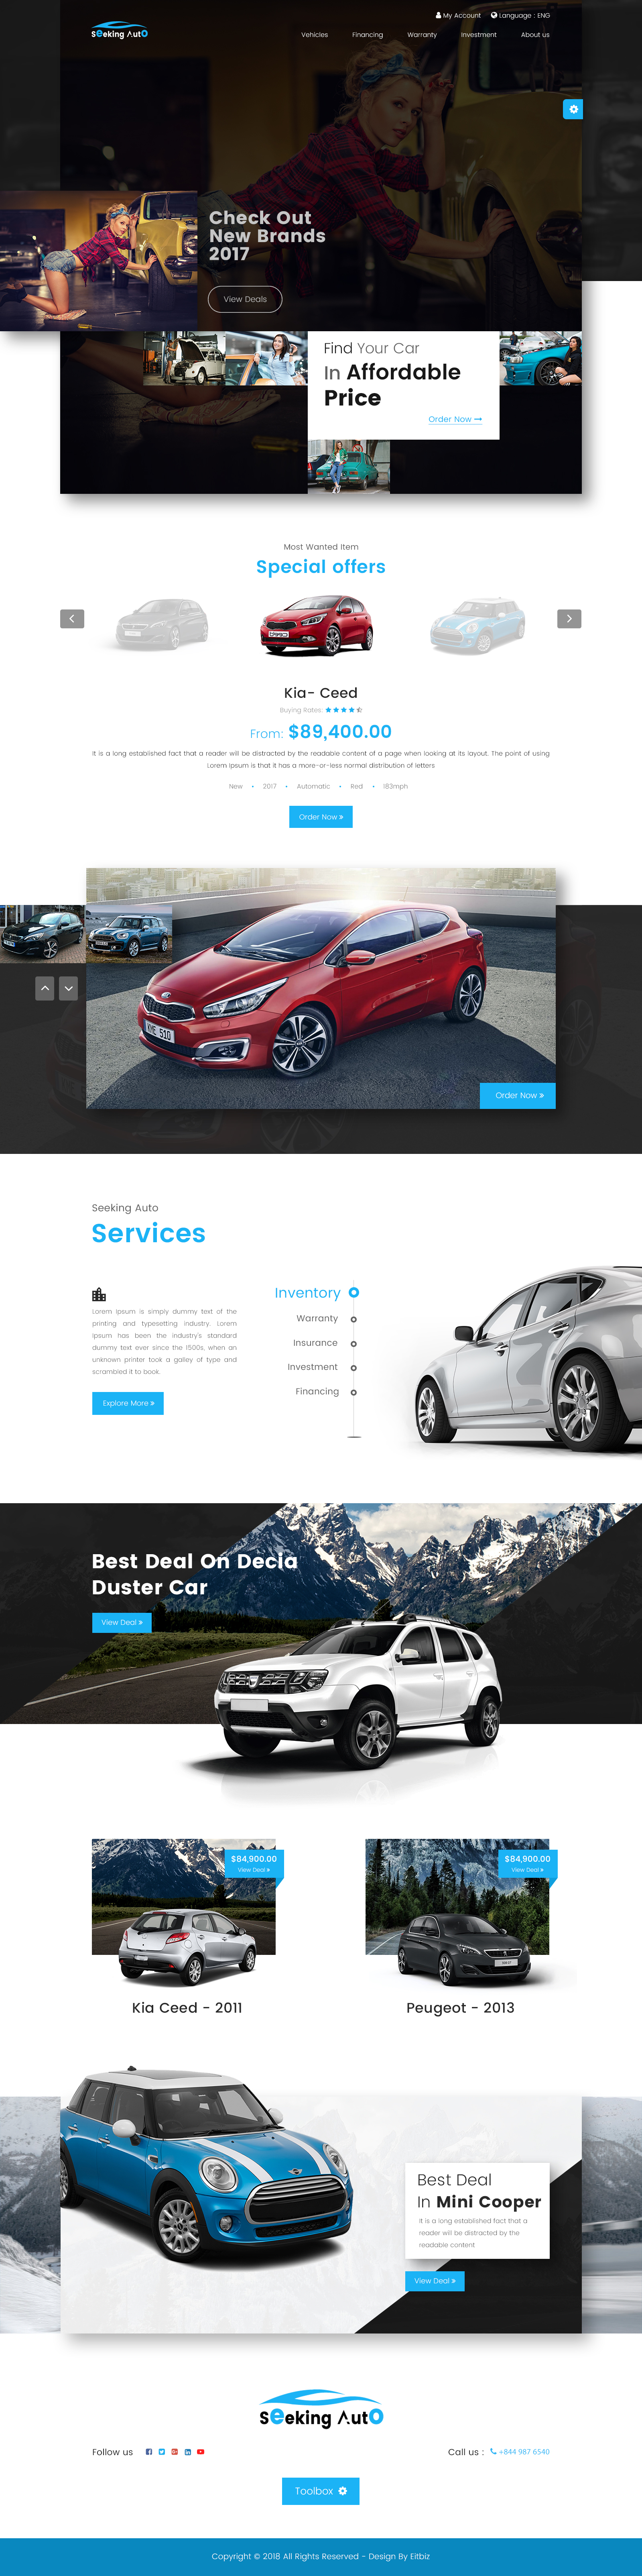 My Account
Language : ENG
seeking Auto
Vehicles
Financing
Warranty
Investment
About us
Check Out
New Brands
2017
View Deals
Find Your Car
In Affordable
Price
Order Now
Most Wanted Item
Special offers
Kia- Ceed
Buying Rates:
From: $89,400.00
It is a long established fact that a reader will be distracted by the readable content of a page when looking at its layout. The point of using
Lorem Ipsum is that it has a more-or-less normal distribution of letters
New • 2017 • Automatic • Red • 183mph
Order Now »
KME 510
Order Now »
Seeking Auto
Services
Inventory
Warranty
Insurance
Investment
Financing
Lorem Ipsum is simply dummy text of the
printing and typesetting industry. Lorem
Ipsum has been the industry's standard
dummy text ever since the 1500s, when an
unknown printer took a galley of type and
scrambled it to book.
Explore More »
Best Deal On Decia
Duster Car
View Deal »
$84,900.00
View Deal »
Kia Ceed - 2011
$84,900.00
View Deal »
Peugeot - 2013
Best Deal
In Mini Cooper
It is a long established fact that a
reader will be distracted by the
readable content
View Deal »
seeking Auto
Follow us
Call us :
+844 987 6540
Toolbox
Copyright © 2018 All Rights Reserved - Design By Eitbiz